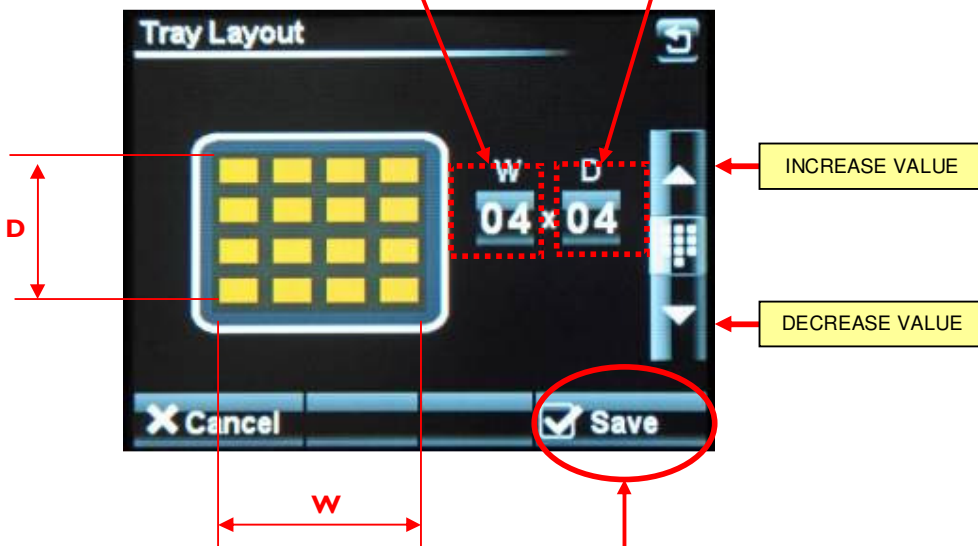 Tray Layout
W D
04 x 04
INCREASE VALUE
D
DECREASE VALUE
Cancel Save
W